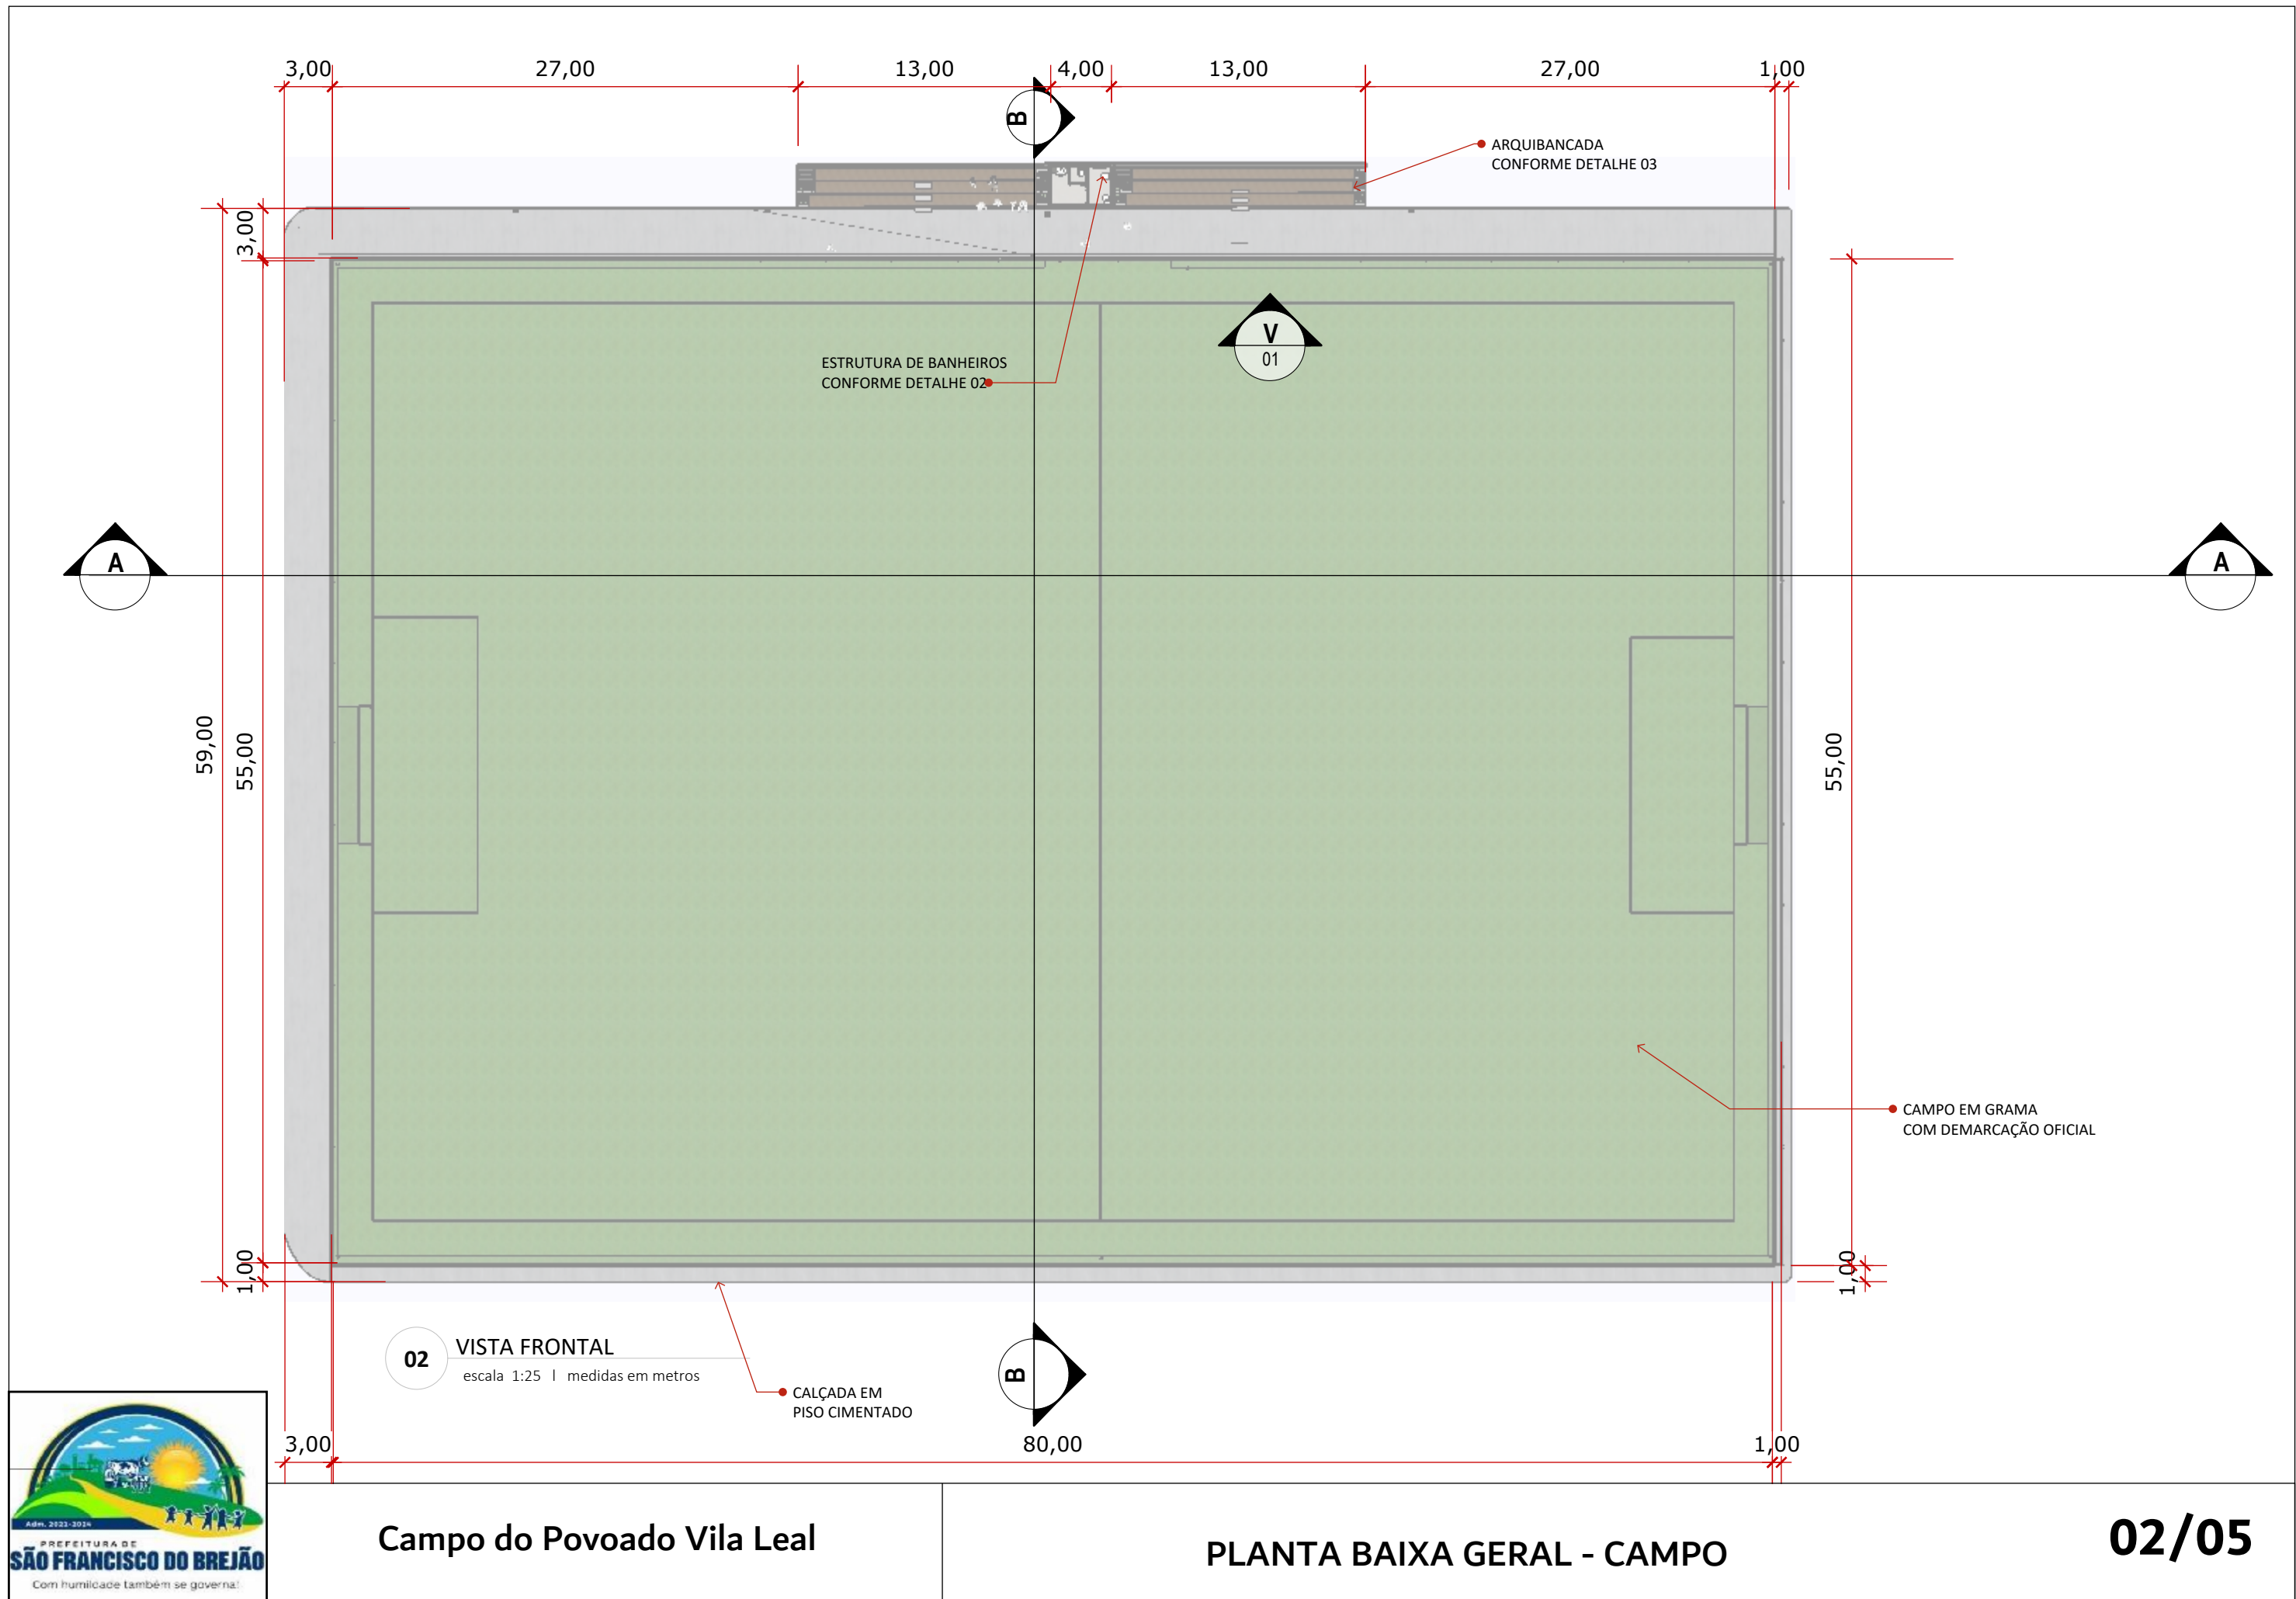 3,00 27,00 13,00 4,00 13,00 27,00 1,00
B
ARQUIBANCADA
CONFORME DETALHE 03
3,00
V
01
ESTRUTURA DE BANHEIROS
CONFORME DETALHE 02
A
A
59,00
55,00
55,00
CAMPO EM GRAMA
COM DEMARCAÇÃO OFICIAL
1,00
1,00
02
VISTA FRONTAL
escala 1:25 l medidas em metros
B
CALÇADA EM
PISO CIMENTADO
3,00 80,00 1,00
Adm. 2021-2024
PREFEITURA DE
SÃO FRANCISCO DO BREJÃO
Com humildade também se governa!
Campo do Povoado Vila Leal
PLANTA BAIXA GERAL - CAMPO
02/05